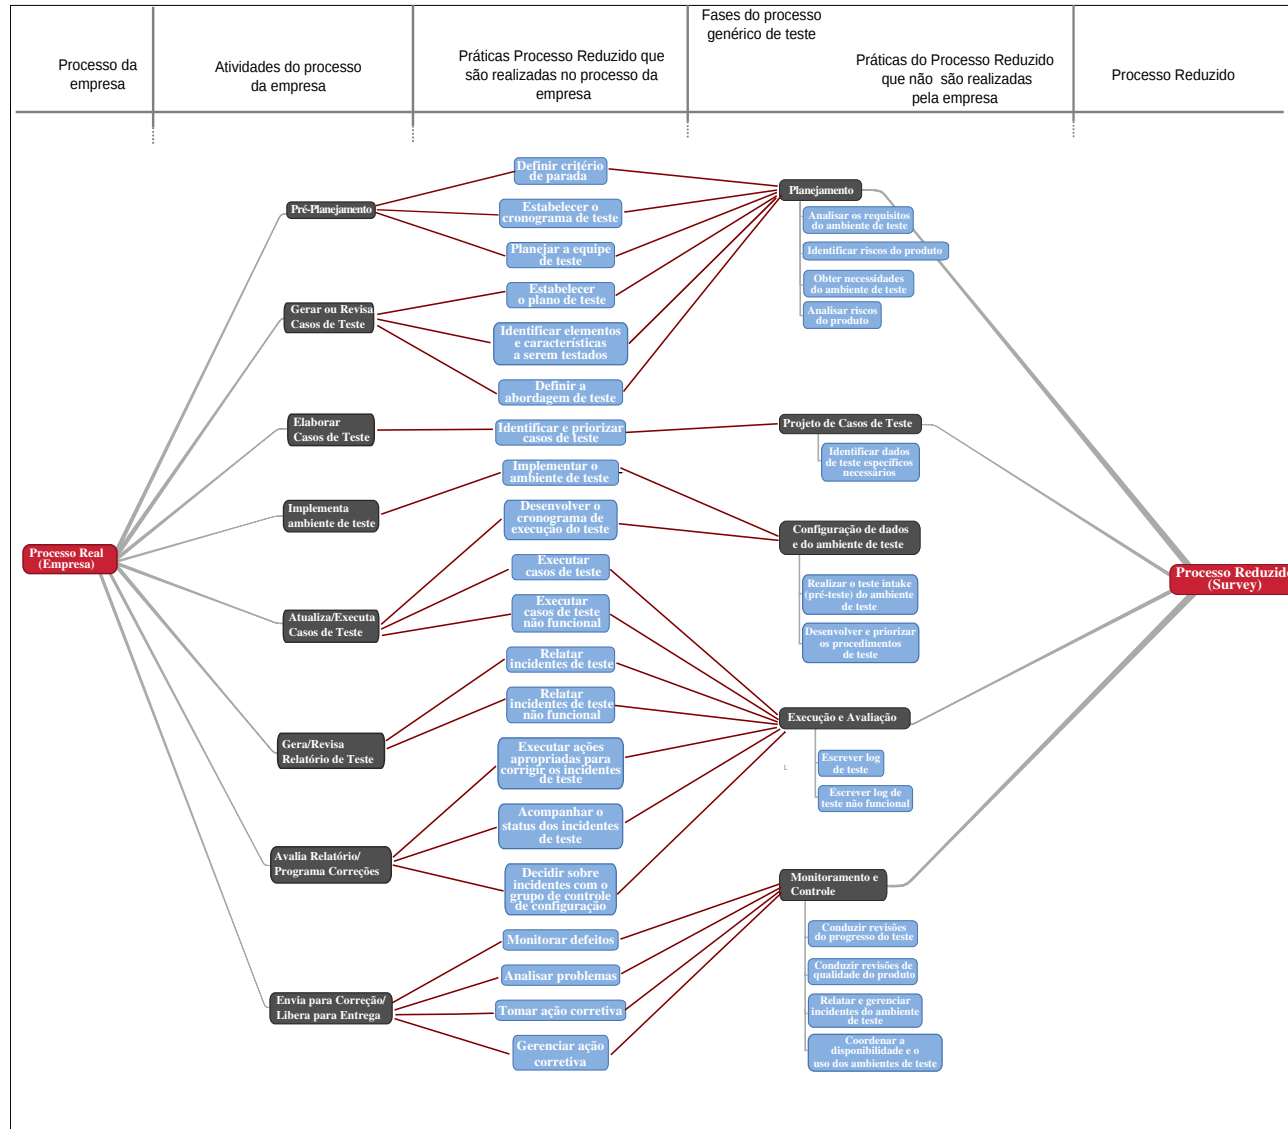 Processo da
empresa
Atividades do processo
da empresa
Práticas Processo Reduzido que
são realizadas no processo da
empresa
Fases do processo
genérico de teste
Práticas do Processo Reduzido
que não são realizadas
pela empresa
Processo Reduzido
Processo Real
(Empresa)
Pré-Planejamento
Gerar ou Revisa
Casos de Teste
Elaborar
Casos de Teste
Implementa
ambiente de teste
Atualiza/Executa
Casos de Teste
Gera/Revisa
Relatório de Teste
Avalia Relatório/
Programa Correções
Envia para Correção/
Libera para Entrega
Definir critério
de parada
Estabelecer o
cronograma de teste
Planejar a equipe
de teste
Estabelecer
o plano de teste
Identificar elementos
e características
a serem testados
Definir a
abordagem de teste
Identificar e priorizar
casos de teste
Implementar o
ambiente de teste
Desenvolver o
cronograma de
execução do teste
Executar
casos de teste
Executar
casos de teste
não funcional
Relatar
incidentes de teste
Relatar
incidentes de teste
não funcional
Executar ações
apropriadas para
corrigir os incidentes
de teste
Acompanhar o
status dos incidentes
de teste
Decidir sobre
incidentes com o
grupo de controle
de configuração
Monitorar defeitos
Analisar problemas
Tomar ação corretiva
Gerenciar ação
corretiva
Planejamento
Analisar os requisitos
do ambiente de teste
Identificar riscos do produto
Obter necessidades
do ambiente de teste
Analisar riscos
do produto
Projeto de Casos de Teste
Identificar dados
de teste específicos
necessários
Configuração de dados
e do ambiente de teste
Realizar o teste intake
(pré-teste) do ambiente
de teste
Desenvolver e priorizar
os procedimentos
de teste
Execução e Avaliação
Escrever log
de teste
Escrever log de
teste não funcional
Monitoramento e
Controle
Conduzir revisões
do progresso do teste
Conduzir revisões de
qualidade do produto
Relatar e gerenciar
incidentes do ambiente
de teste
Coordenar a
disponibilidade e o
uso dos ambientes de teste
Processo Reduzido
(Survey)